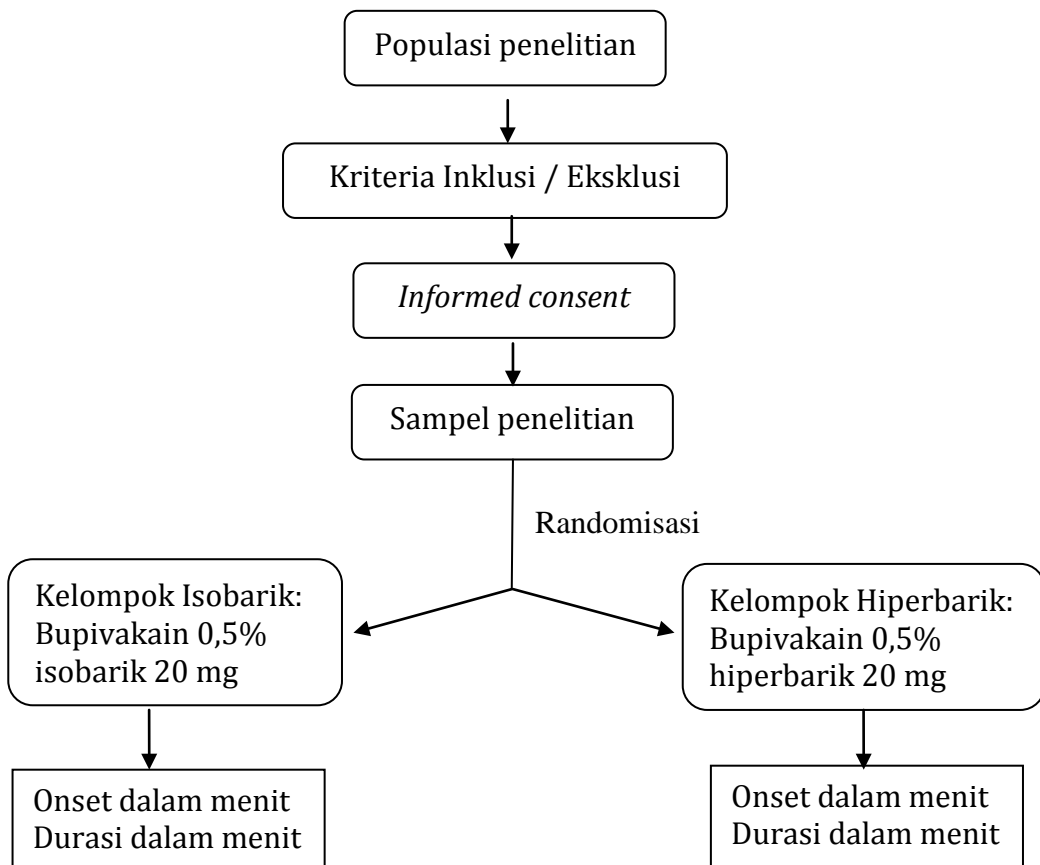 Populasi penelitian
Kriteria Inklusi / Eksklusi
Informed consent
Sampel penelitian
Randomisasi
Kelompok Isobarik:
Bupivakain 0,5%
isobarik 20 mg
Kelompok Hiperbarik:
Bupivakain 0,5%
hiperbarik 20 mg
Onset dalam menit
Durasi dalam menit
Onset dalam menit
Durasi dalam menit